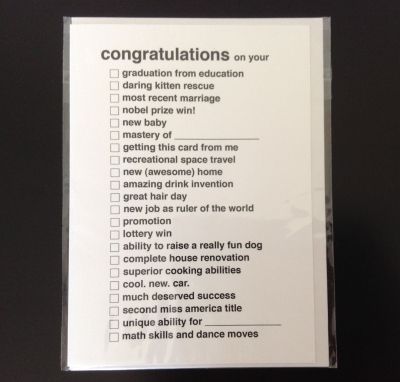 congratulations on your
graduation from education
daring kitten rescue
most recent marriage
nobel prize win!
new baby
mastery of _______________
getting this card from me
recreational space travel
new (awesome) home
amazing drink invention
great hair day
new job as ruler of the world
promotion
lottery win
ability to raise a really fun dog
complete house renovation
superior cooking abilities
cool. new. car.
much deserved success
second miss america title
unique ability for ______________
math skills and dance moves